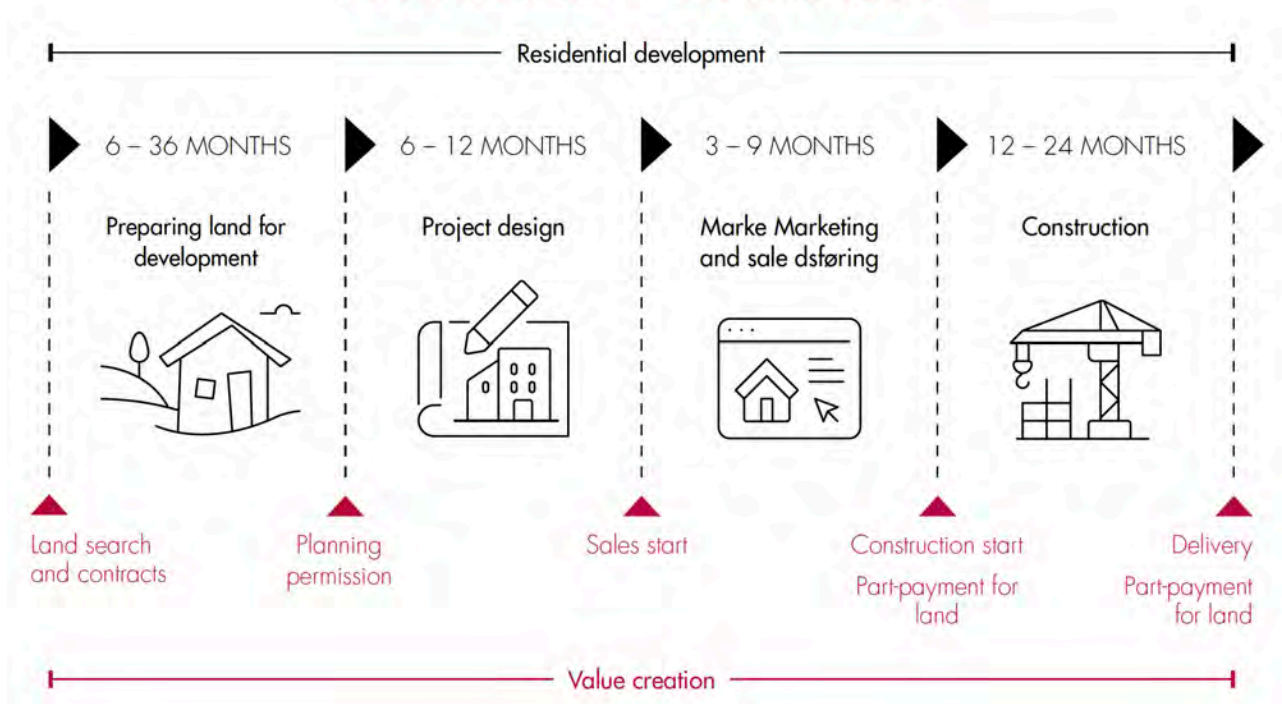 Residential development
6 – 36 MONTHS
6 – 12 MONTHS
3 – 9 MONTHS
12 – 24 MONTHS
Preparing land for
development
Project design
Marke Marketing
and sale dsføring
Construction
Land search
and contracts
Planning
permission
Sales start
Construction start
Part-payment for
land
Delivery
Part-payment
for land
Value creation